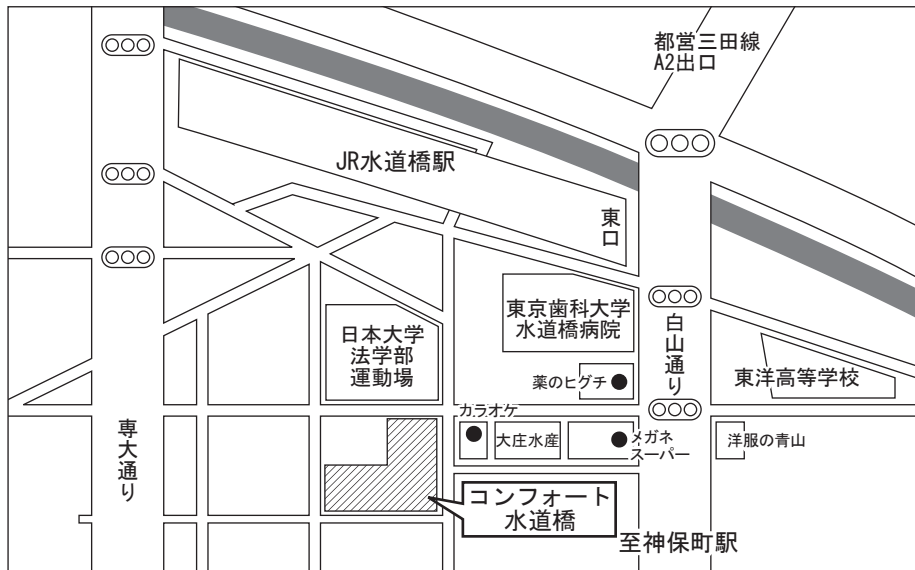 都営三田線
A2出口
JR水道橋駅
東口
東京歯科大学
水道橋病院
白山通り
日本大学
法学部
運動場
薬のヒグチ
東洋高等学校
カラオケ
大庄水産
メガネ
スーパー
洋服の青山
専大通り
コンフォート
水道橋
至神保町駅